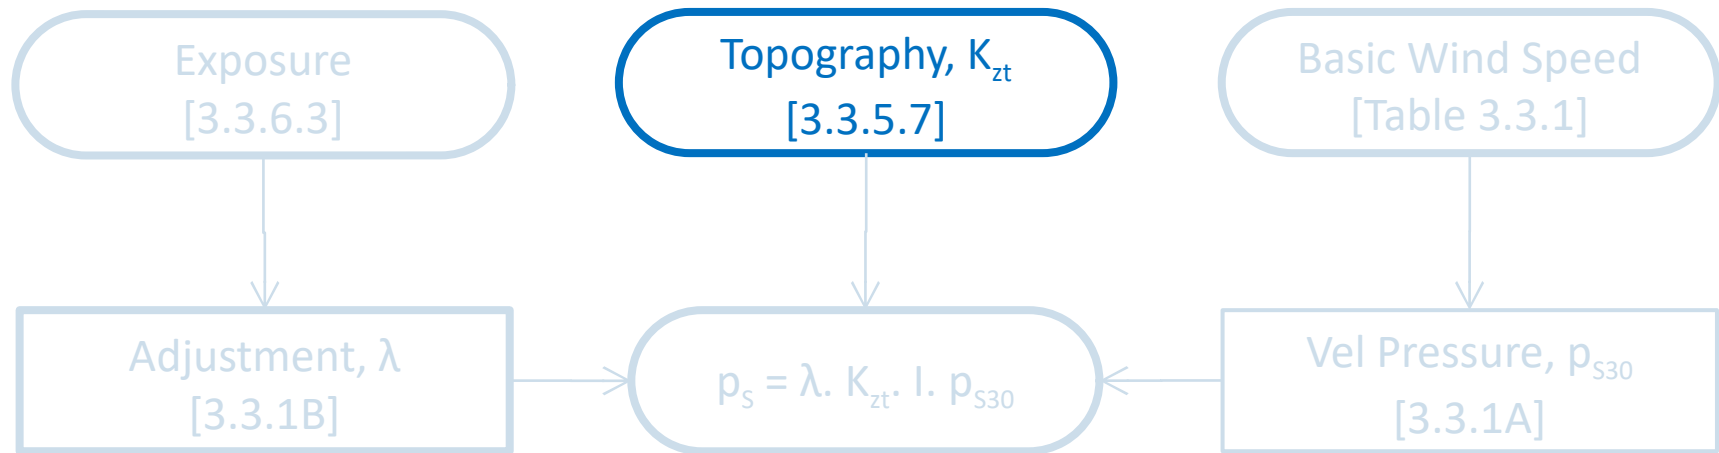 Exposure
[3.3.6.3]
Topography, Kzt
[3.3.5.7]
Basic Wind Speed
[Table 3.3.1]
Adjustment, λ
[3.3.1B]
pS = λ. Kzt. I. pS30
Vel Pressure, pS30
[3.3.1A]